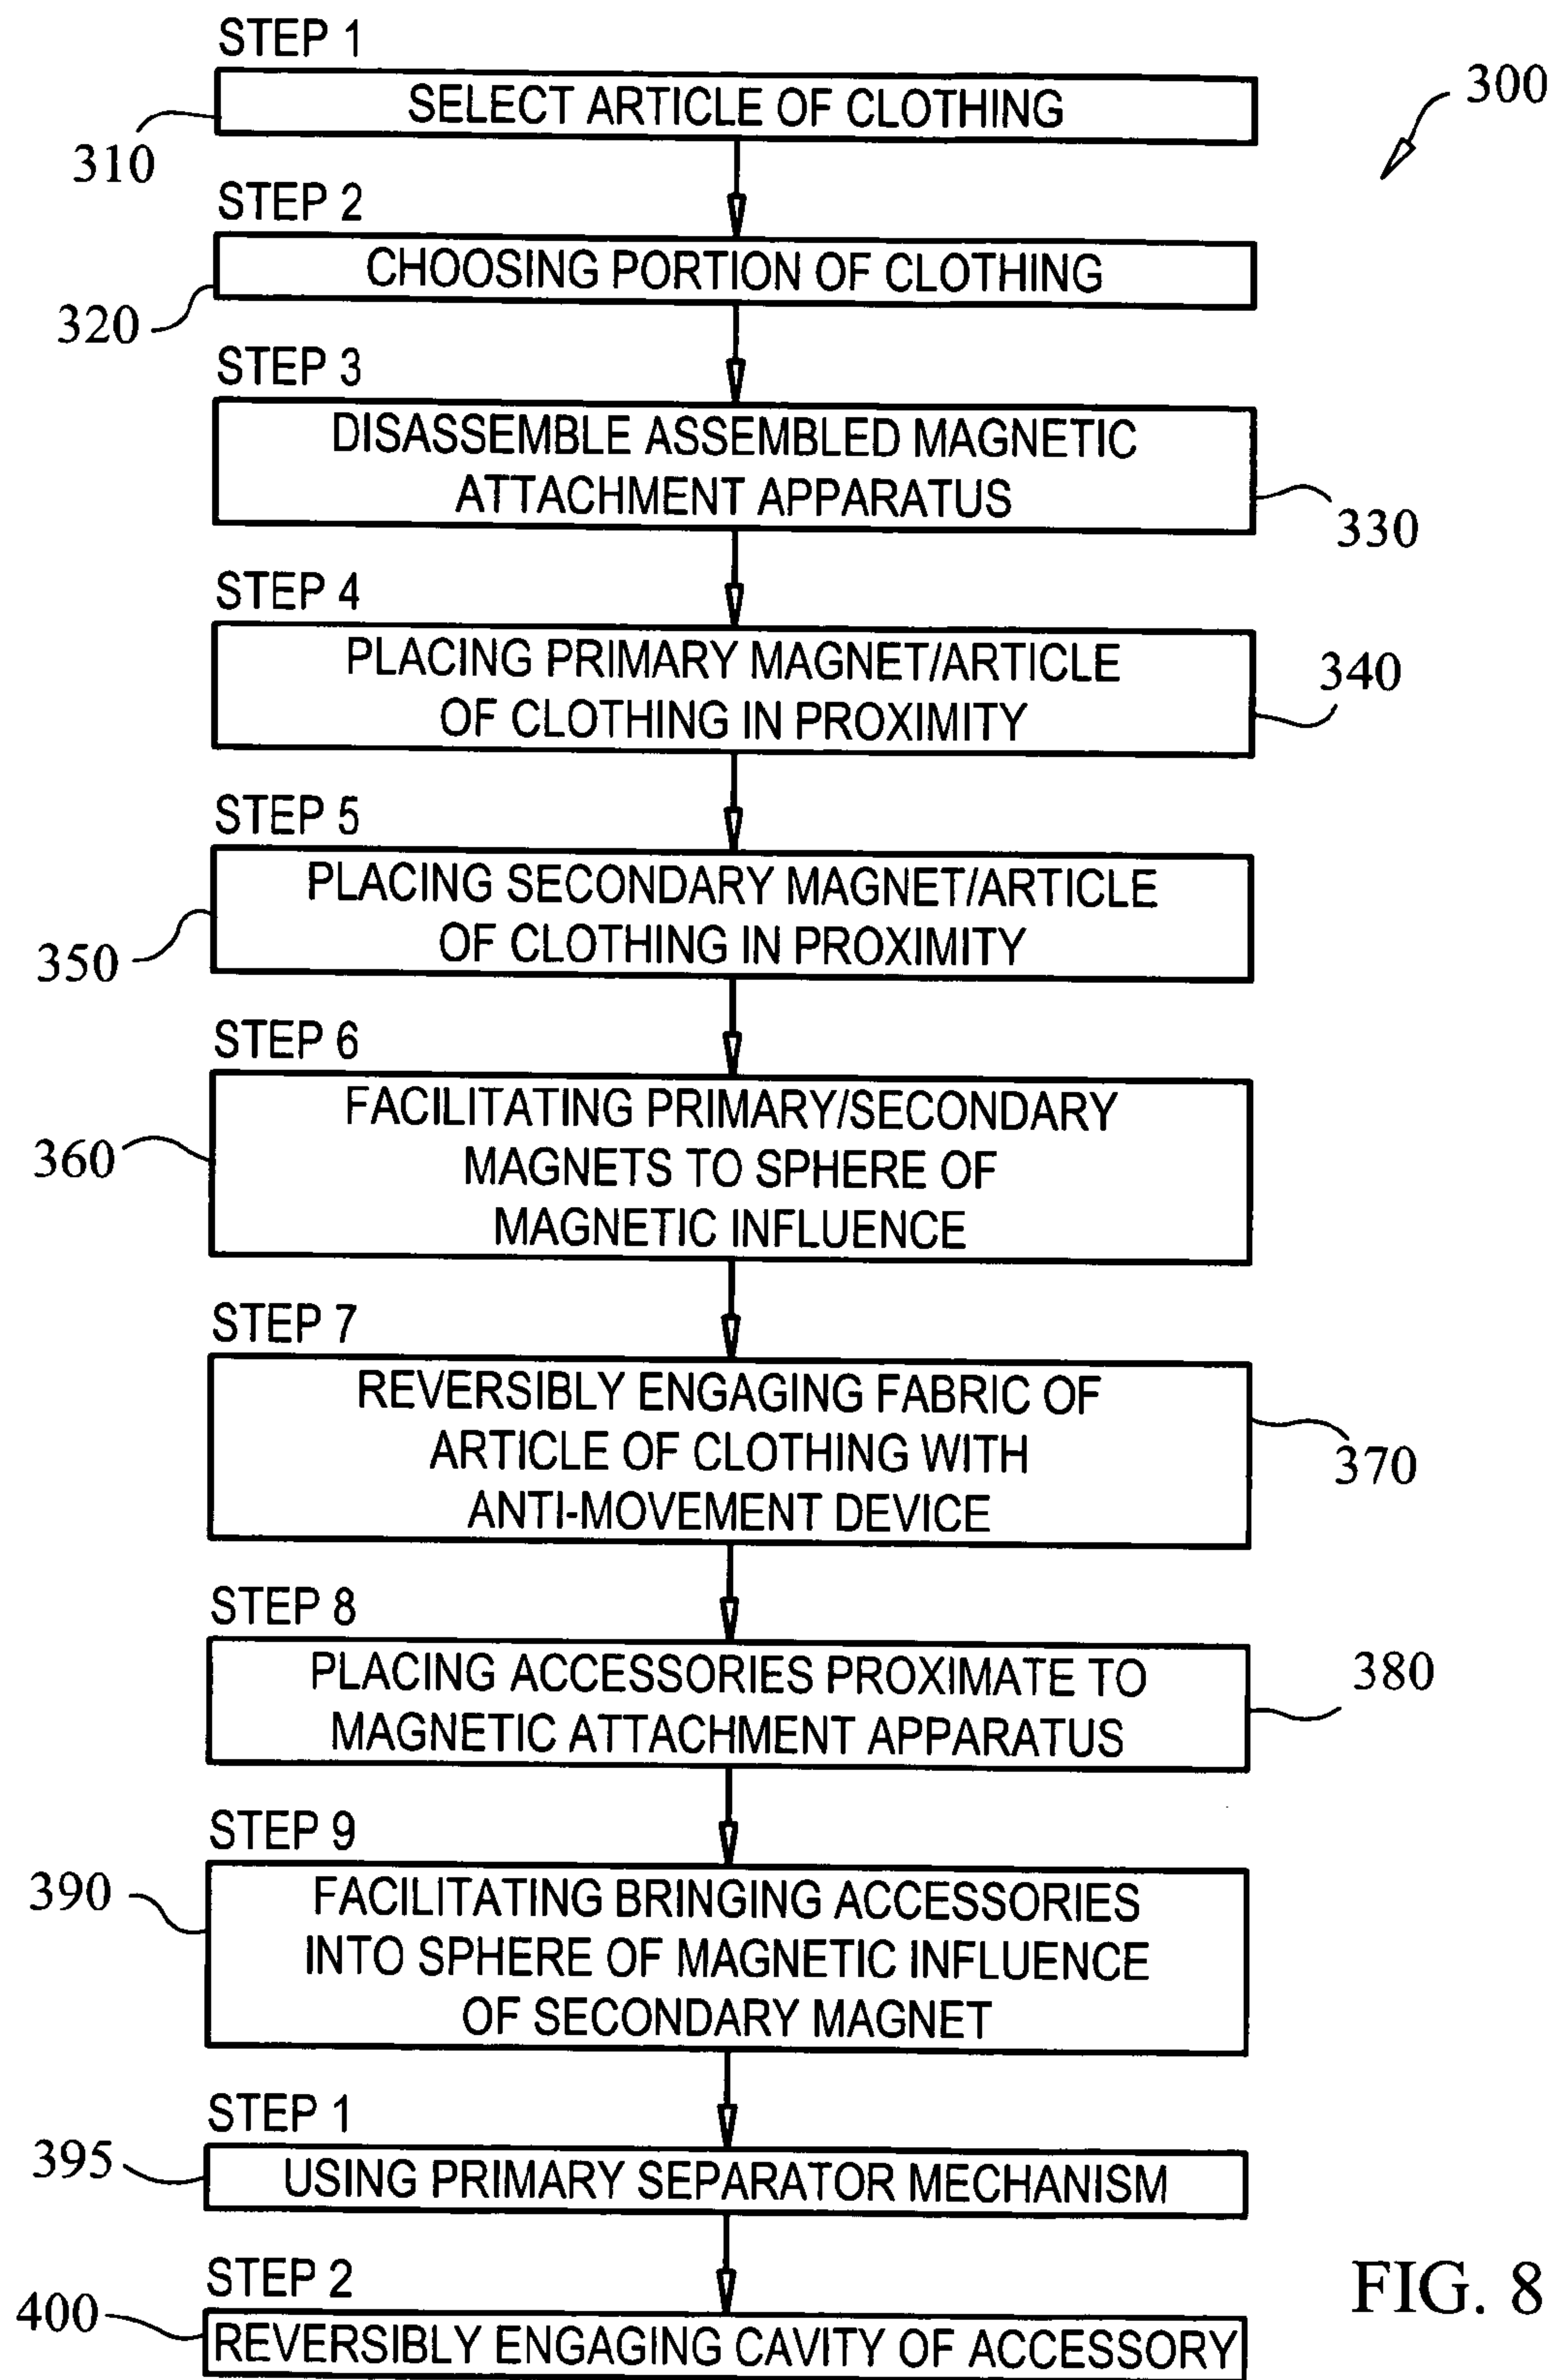 STEP 1
SELECT ARTICLE OF CLOTHING
300
310
STEP 2
CHOOSING PORTION OF CLOTHING
320
STEP 3
DISASSEMBLE ASSEMBLED MAGNETIC
ATTACHMENT APPARATUS
330
STEP 4
PLACING PRIMARY MAGNET/ARTICLE
OF CLOTHING IN PROXIMITY
340
STEP 5
PLACING SECONDARY MAGNET/ARTICLE
OF CLOTHING IN PROXIMITY
350
STEP 6
FACILITATING PRIMARY/SECONDARY
MAGNETS TO SPHERE OF
MAGNETIC INFLUENCE
360
STEP 7
REVERSIBLY ENGAGING FABRIC OF
ARTICLE OF CLOTHING WITH
ANTI-MOVEMENT DEVICE
370
STEP 8
PLACING ACCESSORIES PROXIMATE TO
MAGNETIC ATTACHMENT APPARATUS
380
STEP 9
390
FACILITATING BRINGING ACCESSORIES
INTO SPHERE OF MAGNETIC INFLUENCE
OF SECONDARY MAGNET
STEP 1
395
USING PRIMARY SEPARATOR MECHANISM
STEP 2
400
REVERSIBLY ENGAGING CAVITY OF ACCESSORY
FIG. 8